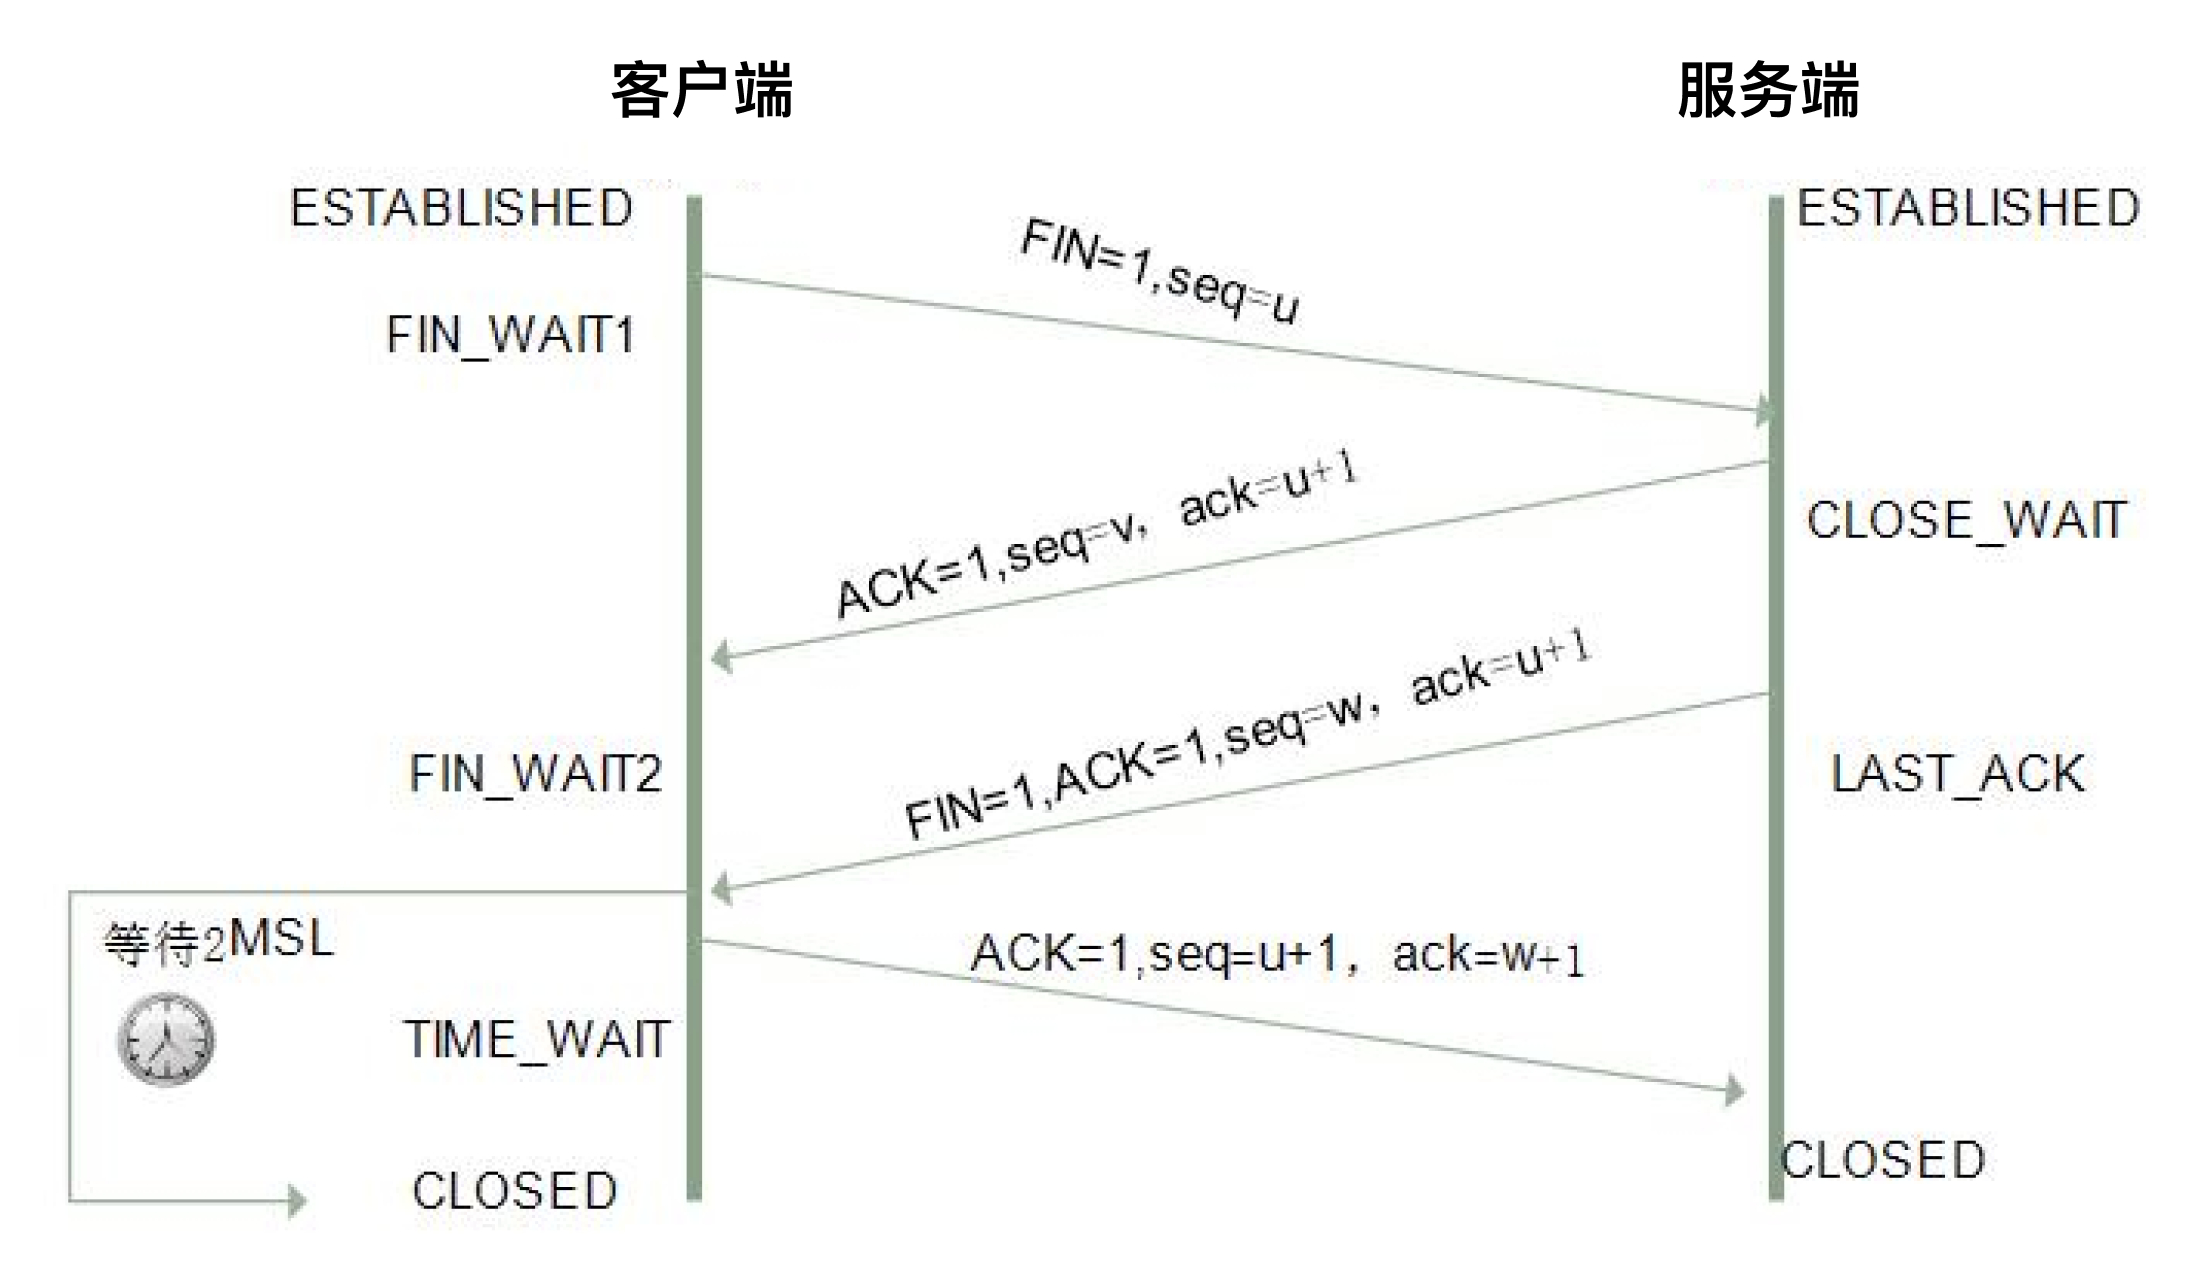 客户端
服务端
ESTABLISHED
ESTABLISHED
FIN=1,seq=u
FIN_WAIT1
ACK=1,seq=v, ack=u+1
CLOSE_WAIT
FIN=1,ACK=1,seq=w, ack=u+1
FIN_WAIT2
LAST_ACK
等待2MSL
ACK=1,seq=u+1, ack=w+1
TIME_WAIT
CLOSED
CLOSED